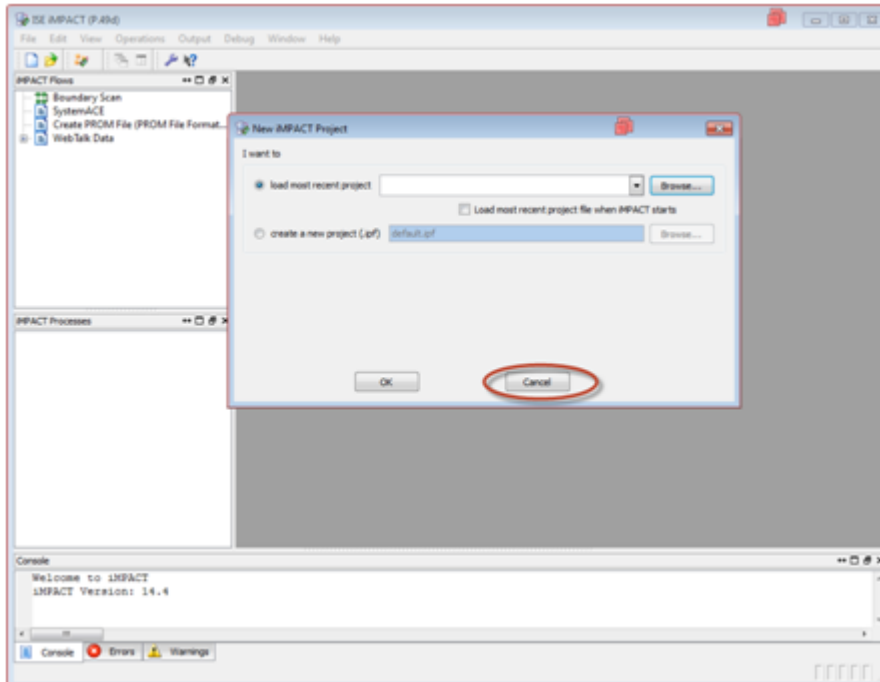 ISE iMPACT (P.49d)
File Edit View Operations Output Debug Window Help
iMPACT Flows
Boundary Scan
SystemACE
Create PROM File (PROM File Format...
WebTalk Data
New iMPACT Project
I want to
load most recent project
Browse...
Load most recent project file when iMPACT starts
create a new project (.ipf)
default.ipf
Browse...
OK
Cancel
iMPACT Processes
Console
Welcome to iMPACT
iMPACT Version: 14.4
Console
Errors
Warnings